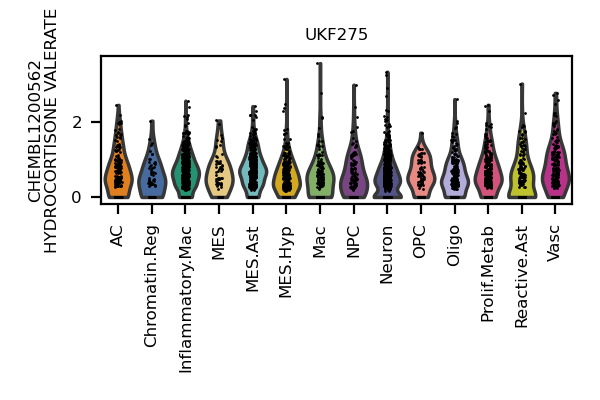 UKF275
CHEMBL1200562
HYDROCORTISONE VALERATE
2
0
AC
Chromatin.Reg
Inflammatory.Mac
MES
MES.Ast
MES.Hyp
Mac
NPC
Neuron
OPC
Oligo
Prolif.Metab
Reactive.Ast
Vasc